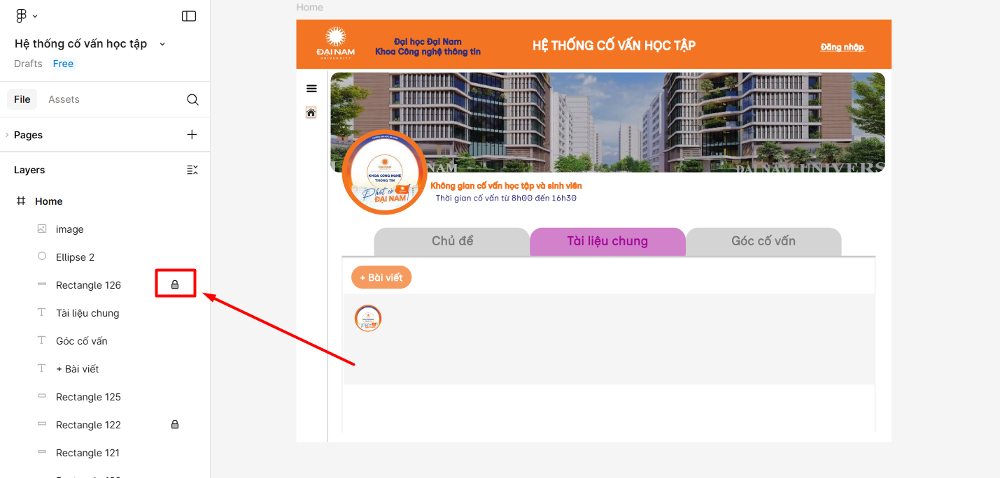 Hệ thống cố vấn học tập
Drafts
Free
File
Assets
Pages
Layers
Home
image
Ellipse 2
Rectangle 126
Tài liệu chung
Góc cố vấn
+ Bài viết
Rectangle 125
Rectangle 122
Rectangle 121
Home
ĐẠI NAM
UNIVERSITY
Đại học Đại Nam
Khoa Công nghệ thông tin
HỆ THỐNG CỐ VẤN HỌC TẬP
Đăng nhập
NAM
ĐẠI NAM UNIVERS
ĐẠI NAM
KHOA CÔNG NGHỆ
THÔNG TIN
Phát cờ
ĐẠI NAM
Không gian cố vấn học tập và sinh viên
Thời gian cố vấn từ 8h00 đến 16h30
Chủ đề
Tài liệu chung
Góc cố vấn
+ Bài viết